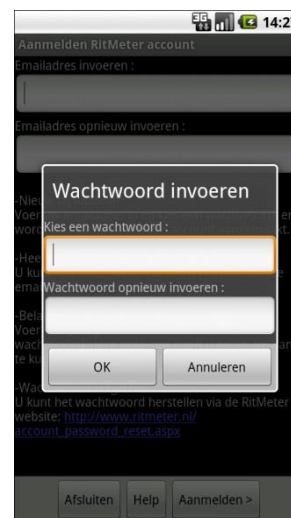 3G 14:2
Aanmelden RitMeter account
Emailadres invoeren :
Emailadres opnieuw invoeren :
Wachtwoord invoeren
Kies een wachtwoord :
Wachtwoord opnieuw invoeren :
OK Annuleren
U kunt het wachtwoord herstellen via de RitMeter
website: http://www.ritmeter.nl/
account_password_reset.aspx
Afsluiten Help Aanmelden >